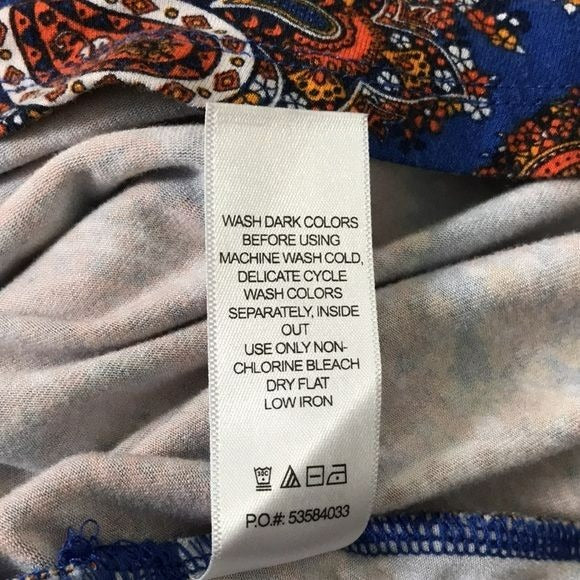 WASH DARK COLORS
BEFORE USING
MACHINE WASH COLD,
DELICATE CYCLE
WASH COLORS
SEPARATELY, INSIDE
OUT
USE ONLY NON-
CHLORINE BLEACH
DRY FLAT
LOW IRON
P.O.#: 53584033